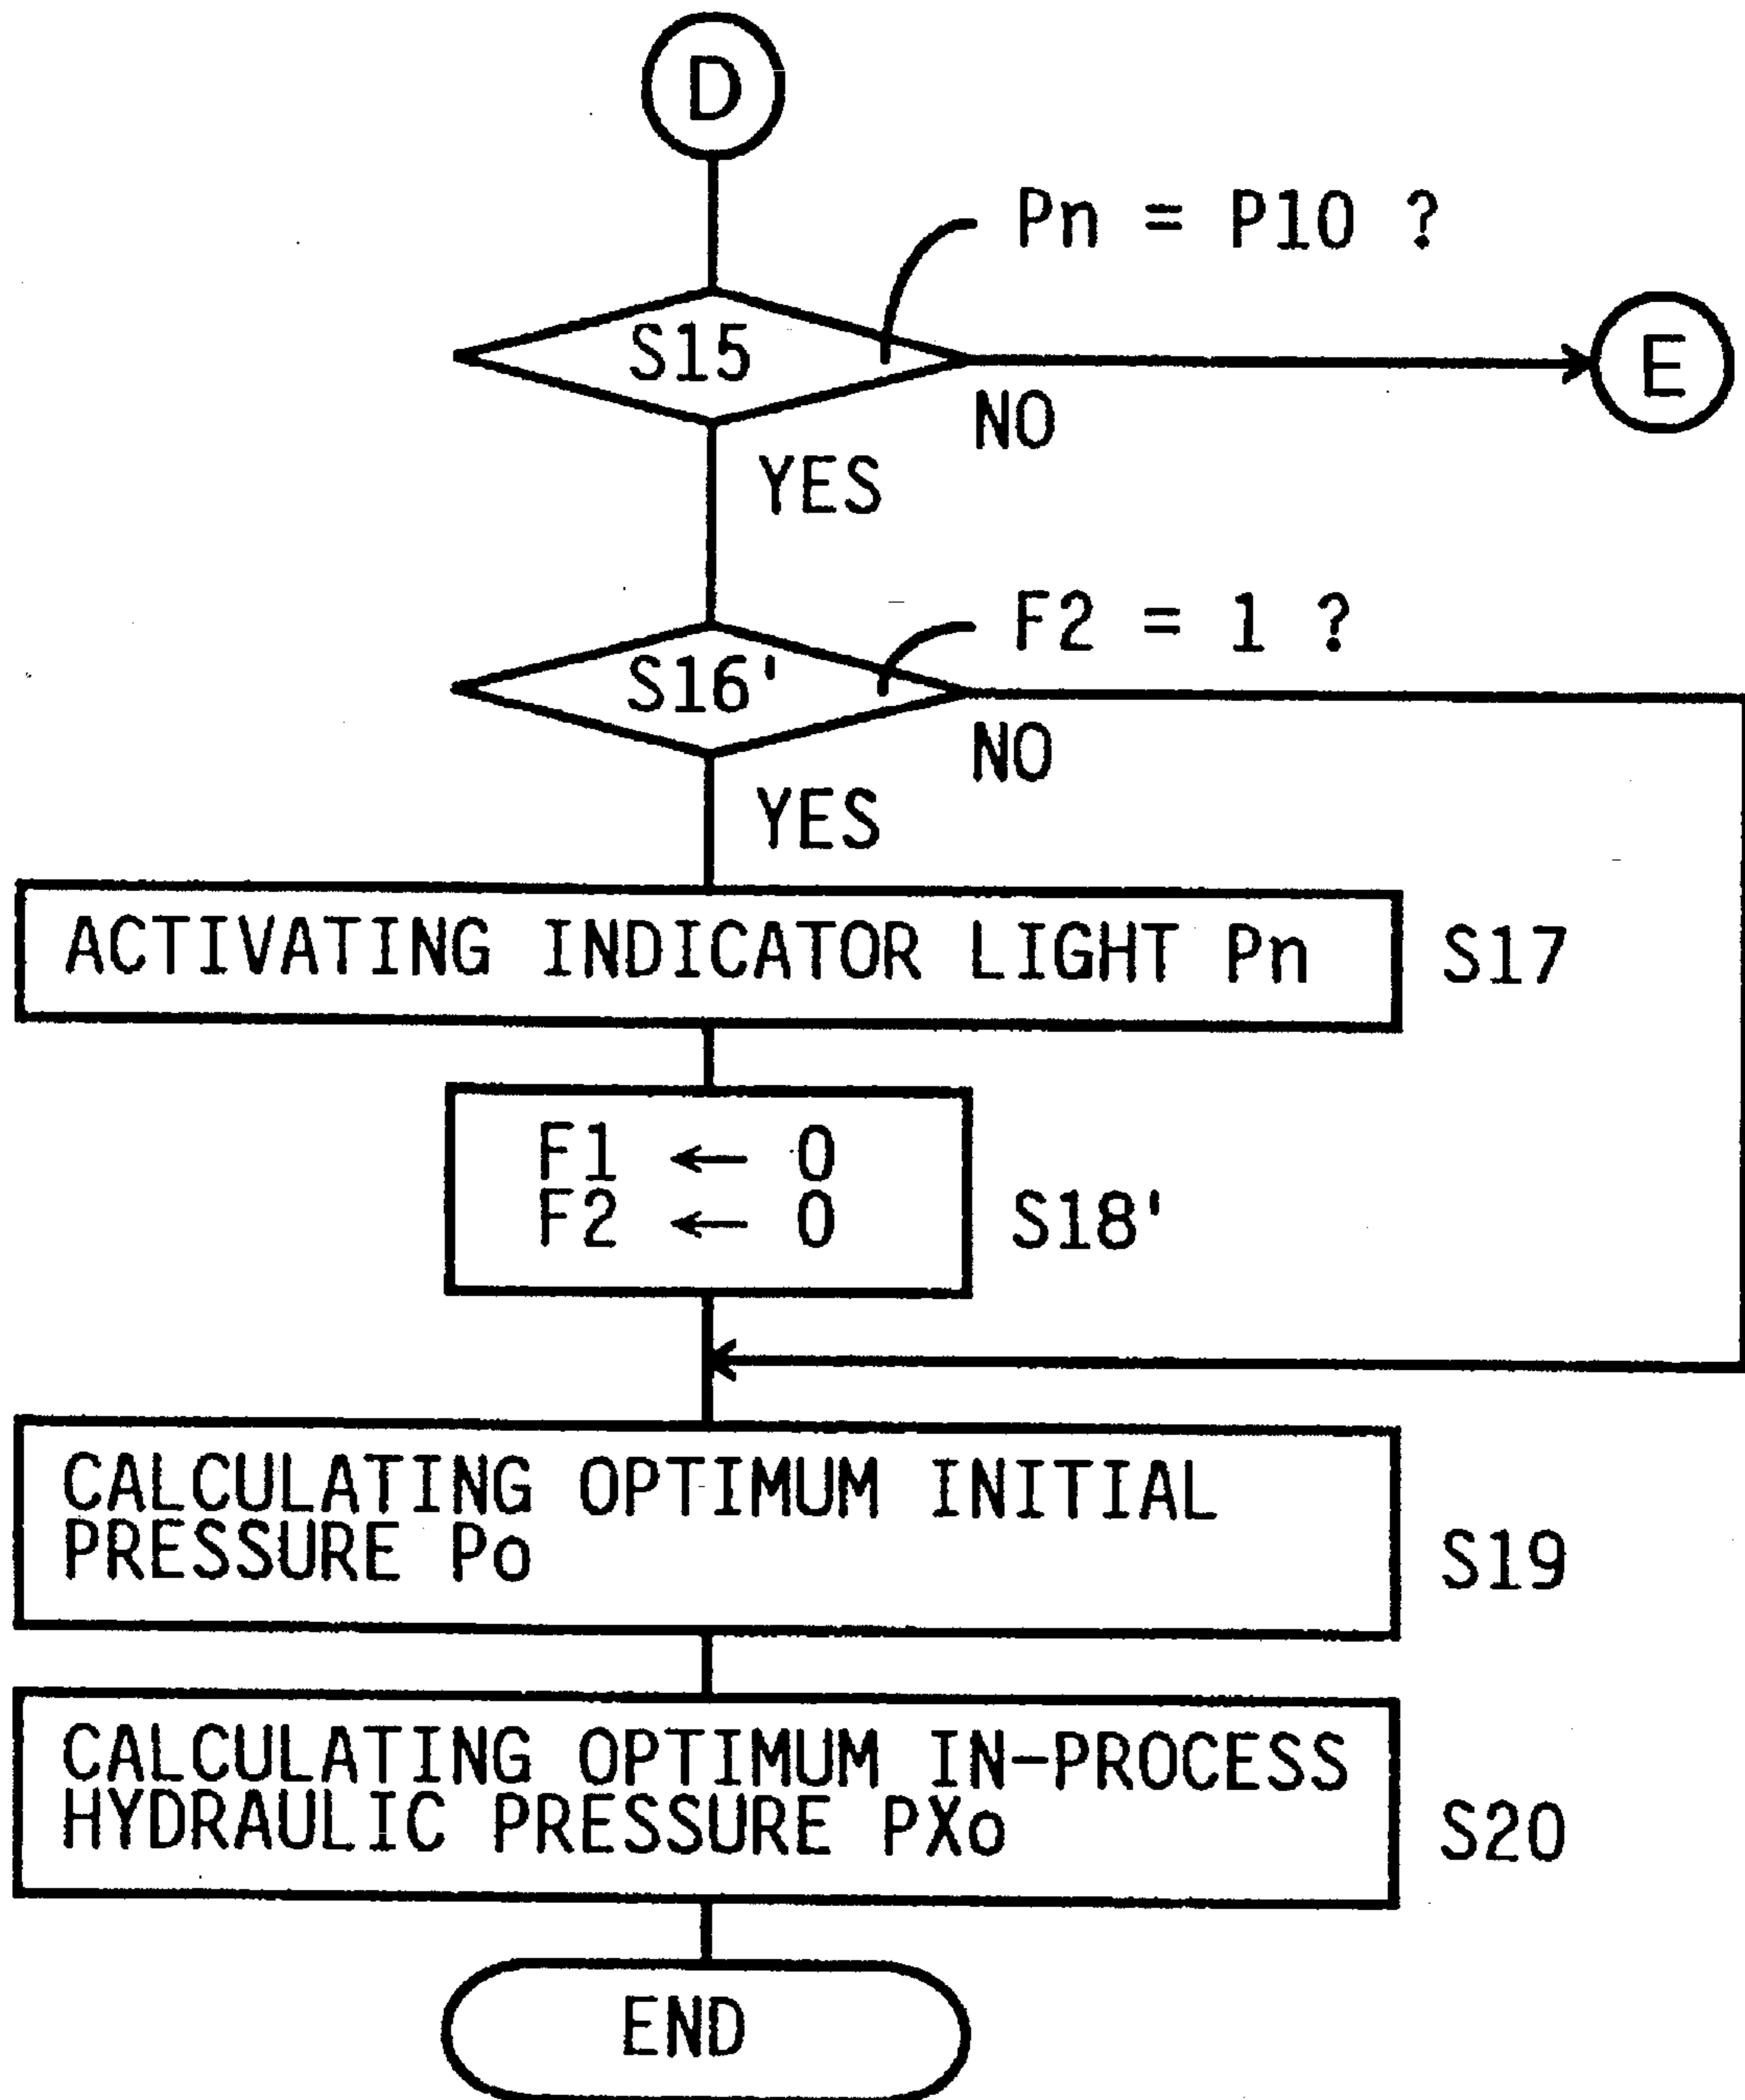 D
Pn = P10 ?
S15
E
NO
YES
F2 = 1 ?
S16'
NO
YES
ACTIVATING INDICATOR LIGHT Pn
S17
F1 ← 0
F2 ← 0
S18'
CALCULATING OPTIMUM INITIAL
PRESSURE Po
S19
CALCULATING OPTIMUM IN-PROCESS
HYDRAULIC PRESSURE PXo
S20
END